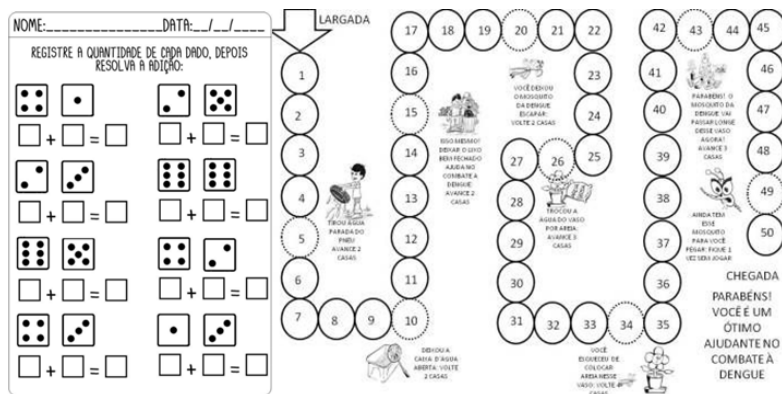 NOME:________________DATA:__/__/____
REGISTRE A QUANTIDADE DE CADA DADO, DEPOIS
RESOLVA A ADIÇÃO:
+ =
+ =
+ =
+ =
+ =
+ =
+ =
+ =
LARGADA
1
2
3
4
5
6
7
8
9
10
11
12
13
14
15
16
17
18
19
20
21
22
23
24
25
26
27
28
29
30
31
32
33
34
35
36
37
38
39
40
41
42
43
44
45
46
47
48
49
50
TIROU ÁGUA
PARADA DO
PNEU
AVANCE 2
CASAS
DEIXOU A
CAIXA D'ÁGUA
ABERTA: VOLTE
2 CASAS
ISSO MESMO!
DEIXAR O LIXO
BEM FECHADO
AJUDA NO
COMBATE A
DENGUE:
AVANCE 2
CASAS
VOCÊ DEIXOU
O MOSQUITO
DA DENGUE
ESCAPAR:
VOLTE 2 CASAS
TROCOU A
ÁGUA DO VASO
POR AREIA:
AVANCE 3
CASAS
VOCÊ
ESQUECEU DE
COLOCAR
AREIA NESSE
VASO: VOLTE
CASAS
PARABÉNS! O
MOSQUITO DA
DENGUE VAI
PASSAR LONGE
DESSE VASO
AGORA!
AVANCE 3
CASAS
AINDA TEM
ESSE
MOSQUITO
PARA VOCÊ
PEGAR: FIQUE 1
VEZ SEM JOGAR
CHEGADA
PARABÉNS!
VOCÊ É UM
ÓTIMO
AJUDANTE NO
COMBATE À
DENGUE